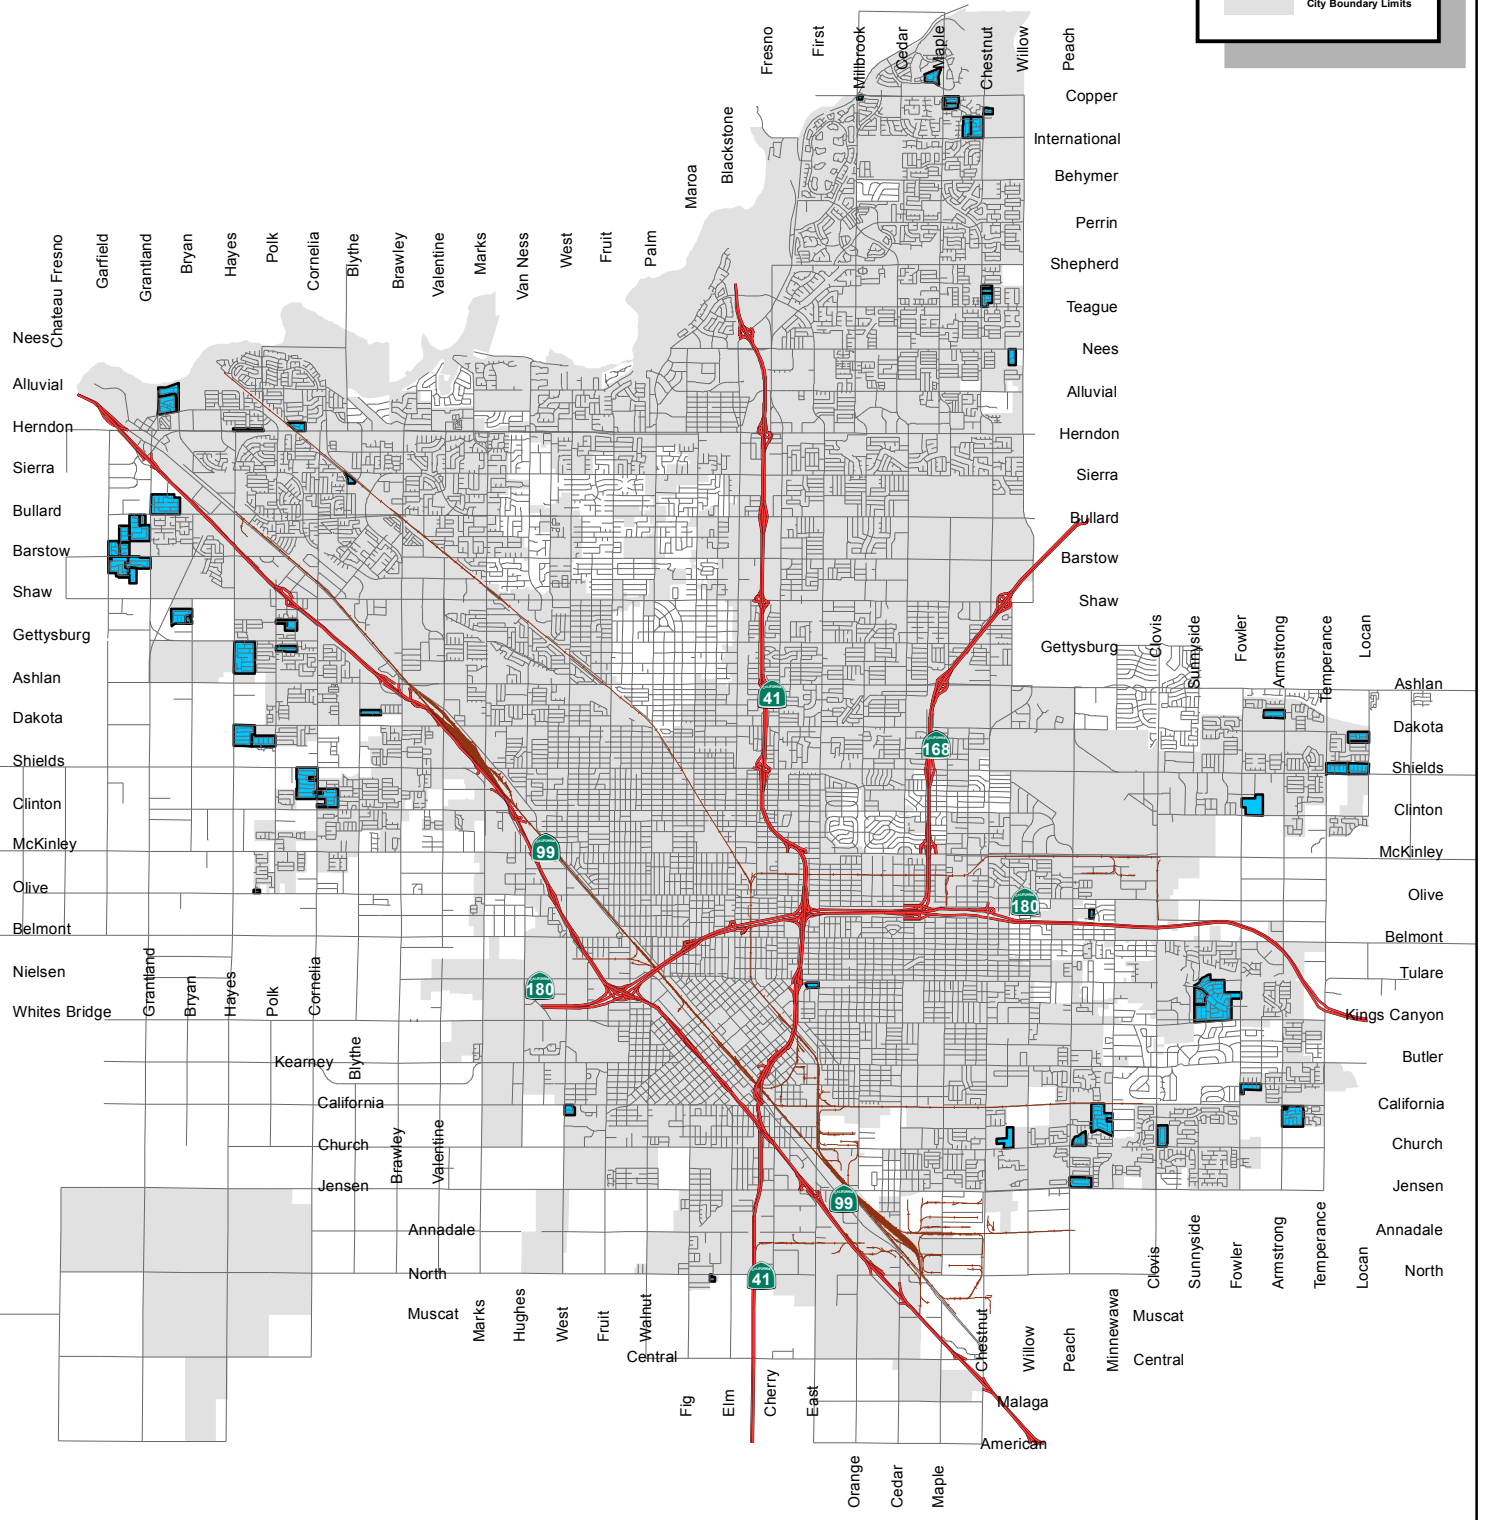 City Boundary Limits
Fresno
First
Millbrook
Cedar
Maple
Chestnut
Willow
Peach
Copper
International
Behymer
Perrin
Shepherd
Teague
Nees
Alluvial
Herndon
Sierra
Bullard
Barstow
Shaw
Gettysburg
Blackstone
Maroa
Chateau Fresno
Garfield
Grantland
Bryan
Hayes
Polk
Cornelia
Blythe
Brawley
Valentine
Marks
Van Ness
West
Fruit
Palm
Nees
Alluvial
Herndon
Sierra
Bullard
Barstow
Shaw
Gettysburg
Ashlan
Dakota
Shields
Clinton
McKinley
Olive
Belmont
Nielsen
Whites Bridge
Clovis
Sunnyside
Fowler
Armstrong
Temperance
Locan
Ashlan
Dakota
Shields
Clinton
McKinley
Olive
Belmont
Tulare
Kings Canyon
Butler
California
Church
Jensen
Annadale
North
41
168
99
180
180
99
41
Grantland
Bryan
Hayes
Polk
Cornelia
Kearney
Blythe
California
Church
Brawley
Valentine
Jensen
Annadale
North
Muscat
Marks
Hughes
West
Fruit
Walnut
Central
Fig
Elm
Cherry
East
Orange
Cedar
Maple
Chestnut
Willow
Peach
Minnewawa
Clovis
Sunnyside
Fowler
Armstrong
Temperance
Locan
Muscat
Central
Malaga
American